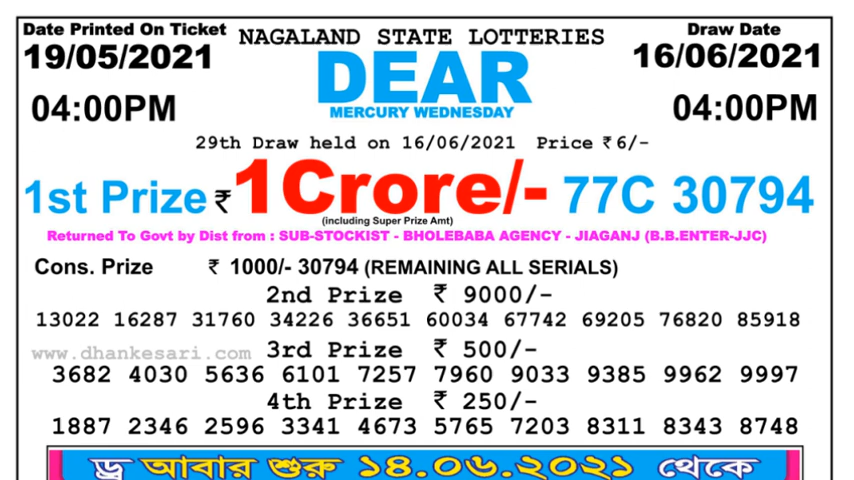 Date Printed On Ticket NAGALAND STATE LOTTERIES Draw Date
19/05/2021 DEAR 16/06/2021
04:00PM MERCURY WEDNESDAY 04:00PM
29th Draw held on 16/06/2021 Price ₹6/-
1st Prize ₹1Crore/- 77C 30794
(including Super Prize Amt)
Returned To Govt by Dist from : SUB-STOCKIST - BHOLEBABA AGENCY - JIAGANJ (B.B.ENTER-JJC)
Cons. Prize ₹ 1000/- 30794 (REMAINING ALL SERIALS)
2nd Prize ₹ 9000/-
13022 16287 31760 34226 36651 60034 67742 69205 76820 85918
www.dhankesari.com 3rd Prize ₹ 500/-
3682 4030 5636 6101 7257 7960 9033 9385 9962 9997
4th Prize ₹ 250/-
1887 2346 2596 3341 4673 5765 7203 8311 8343 8748
ড্র আবার শুরু ১৪.০৬.২০২১ থেকে